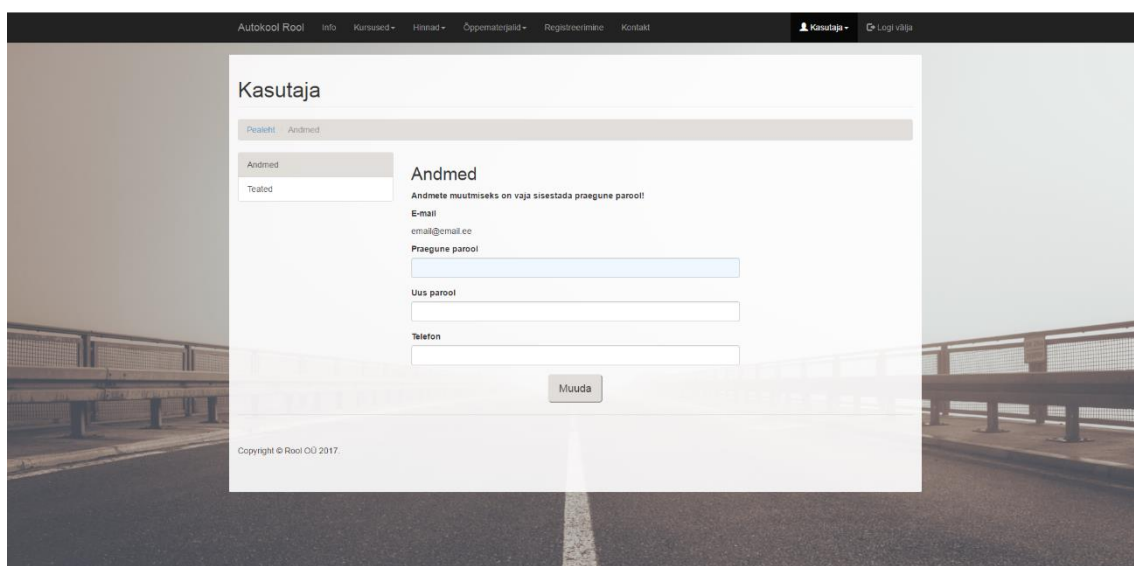 Autokool Rool Info Kursused Hinnad Õppematerjalid Registreerimine Kontakt Kasutaja Logi välja
Kasutaja
Pealeht Andmed
Andmed
Teated
Andmed
Andmete muutmiseks on vaja sisestada praegune parool!
E-mail
email@email.ee
Praegune parool
Uus parool
Telefon
Muuda
Copyright © Rool OÜ 2017.